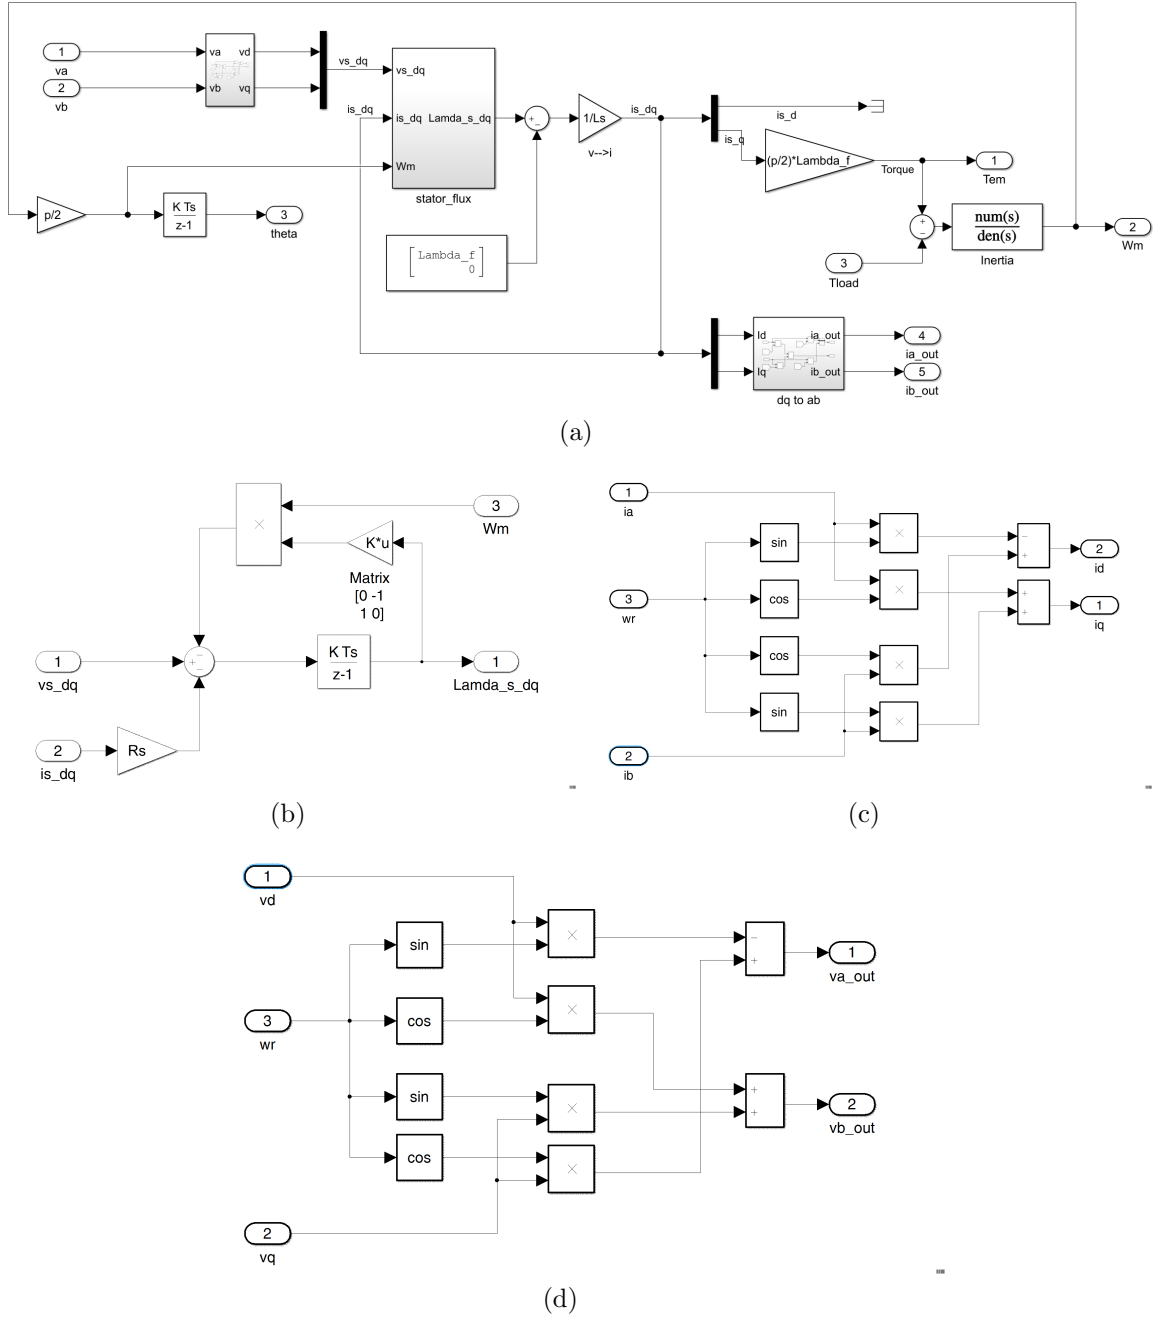 1
va
2
vb
va
vb
vd
vq
vs_dq
is_dq
vs_dq
is_dq
Wm
Lamda_s_dq
stator_flux
+
−
1/Ls
v-->i
is_dq
is_d
is_q
(p/2)*Lambda_f
Torque
1
Tem
p/2
K Ts
z-1
3
theta
Lambda_f
0
+
−
num(s)
den(s)
Inertia
2
Wm
3
Tload
Id
Iq
ia_out
ib_out
dq to ab
4
ia_out
5
ib_out
(a)
×
3
Wm
K*u
Matrix
[0 -1
1 0]
1
vs_dq
+
−
−
K Ts
z-1
1
Lamda_s_dq
2
is_dq
Rs
(b)
1
ia
3
wr
2
ib
sin
cos
cos
sin
×
×
×
×
−
+
+
+
2
id
1
iq
(c)
1
vd
3
wr
2
vq
sin
cos
sin
cos
×
×
×
×
−
+
+
+
1
va_out
2
vb_out
(d)